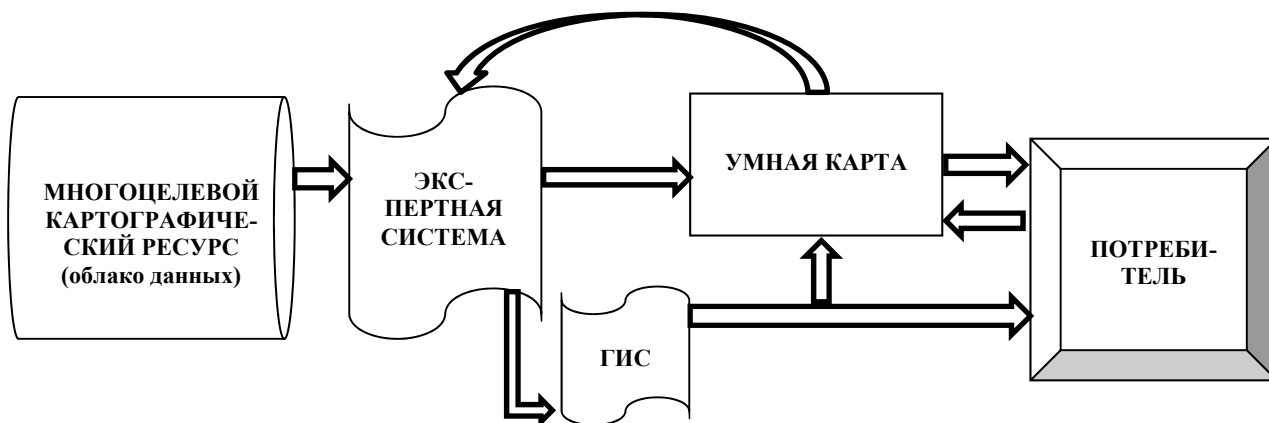 МНОГОЦЕЛЕВОЙ
КАРТОГРАФИЧЕ-
СКИЙ РЕСУРС
(облако данных)
ЭКС-
ПЕРТНАЯ
СИСТЕМА
УМНАЯ КАРТА
ГИС
ПОТРЕБИ-
ТЕЛЬ